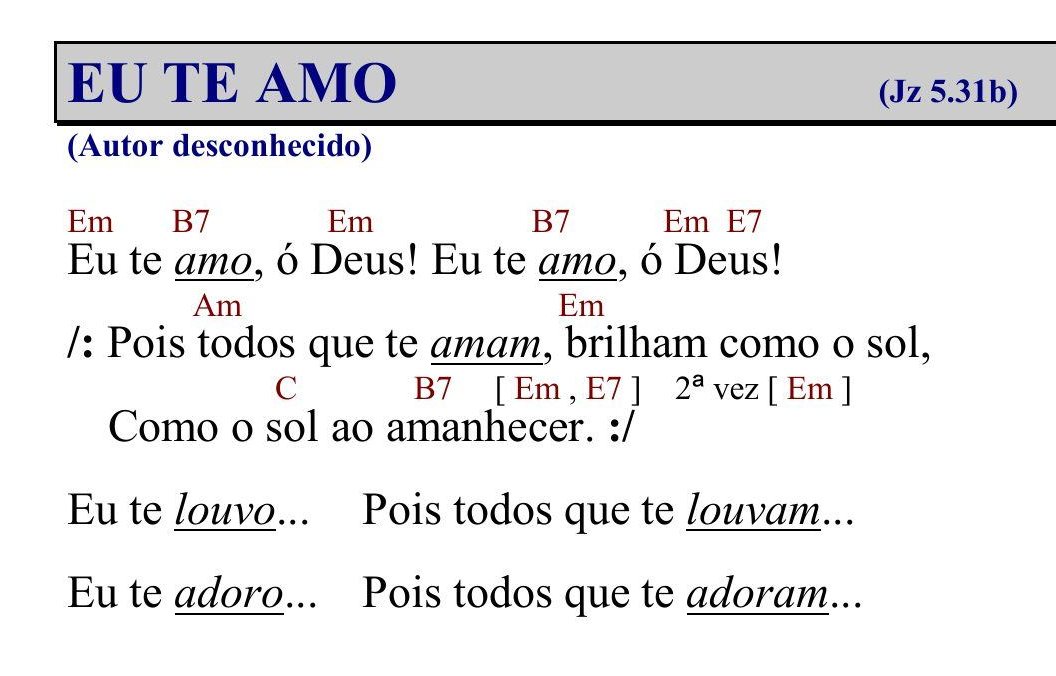 EU TE AMO (Jz 5.31b)
(Autor desconhecido)
Em B7 Em B7 Em E7
Eu te amo, ó Deus! Eu te amo, ó Deus!
Am Em
/: Pois todos que te amam, brilham como o sol,
C B7 [ Em , E7 ] 2ª vez [ Em ]
Como o sol ao amanhecer. :/
Eu te louvo... Pois todos que te louvam...
Eu te adoro... Pois todos que te adoram...